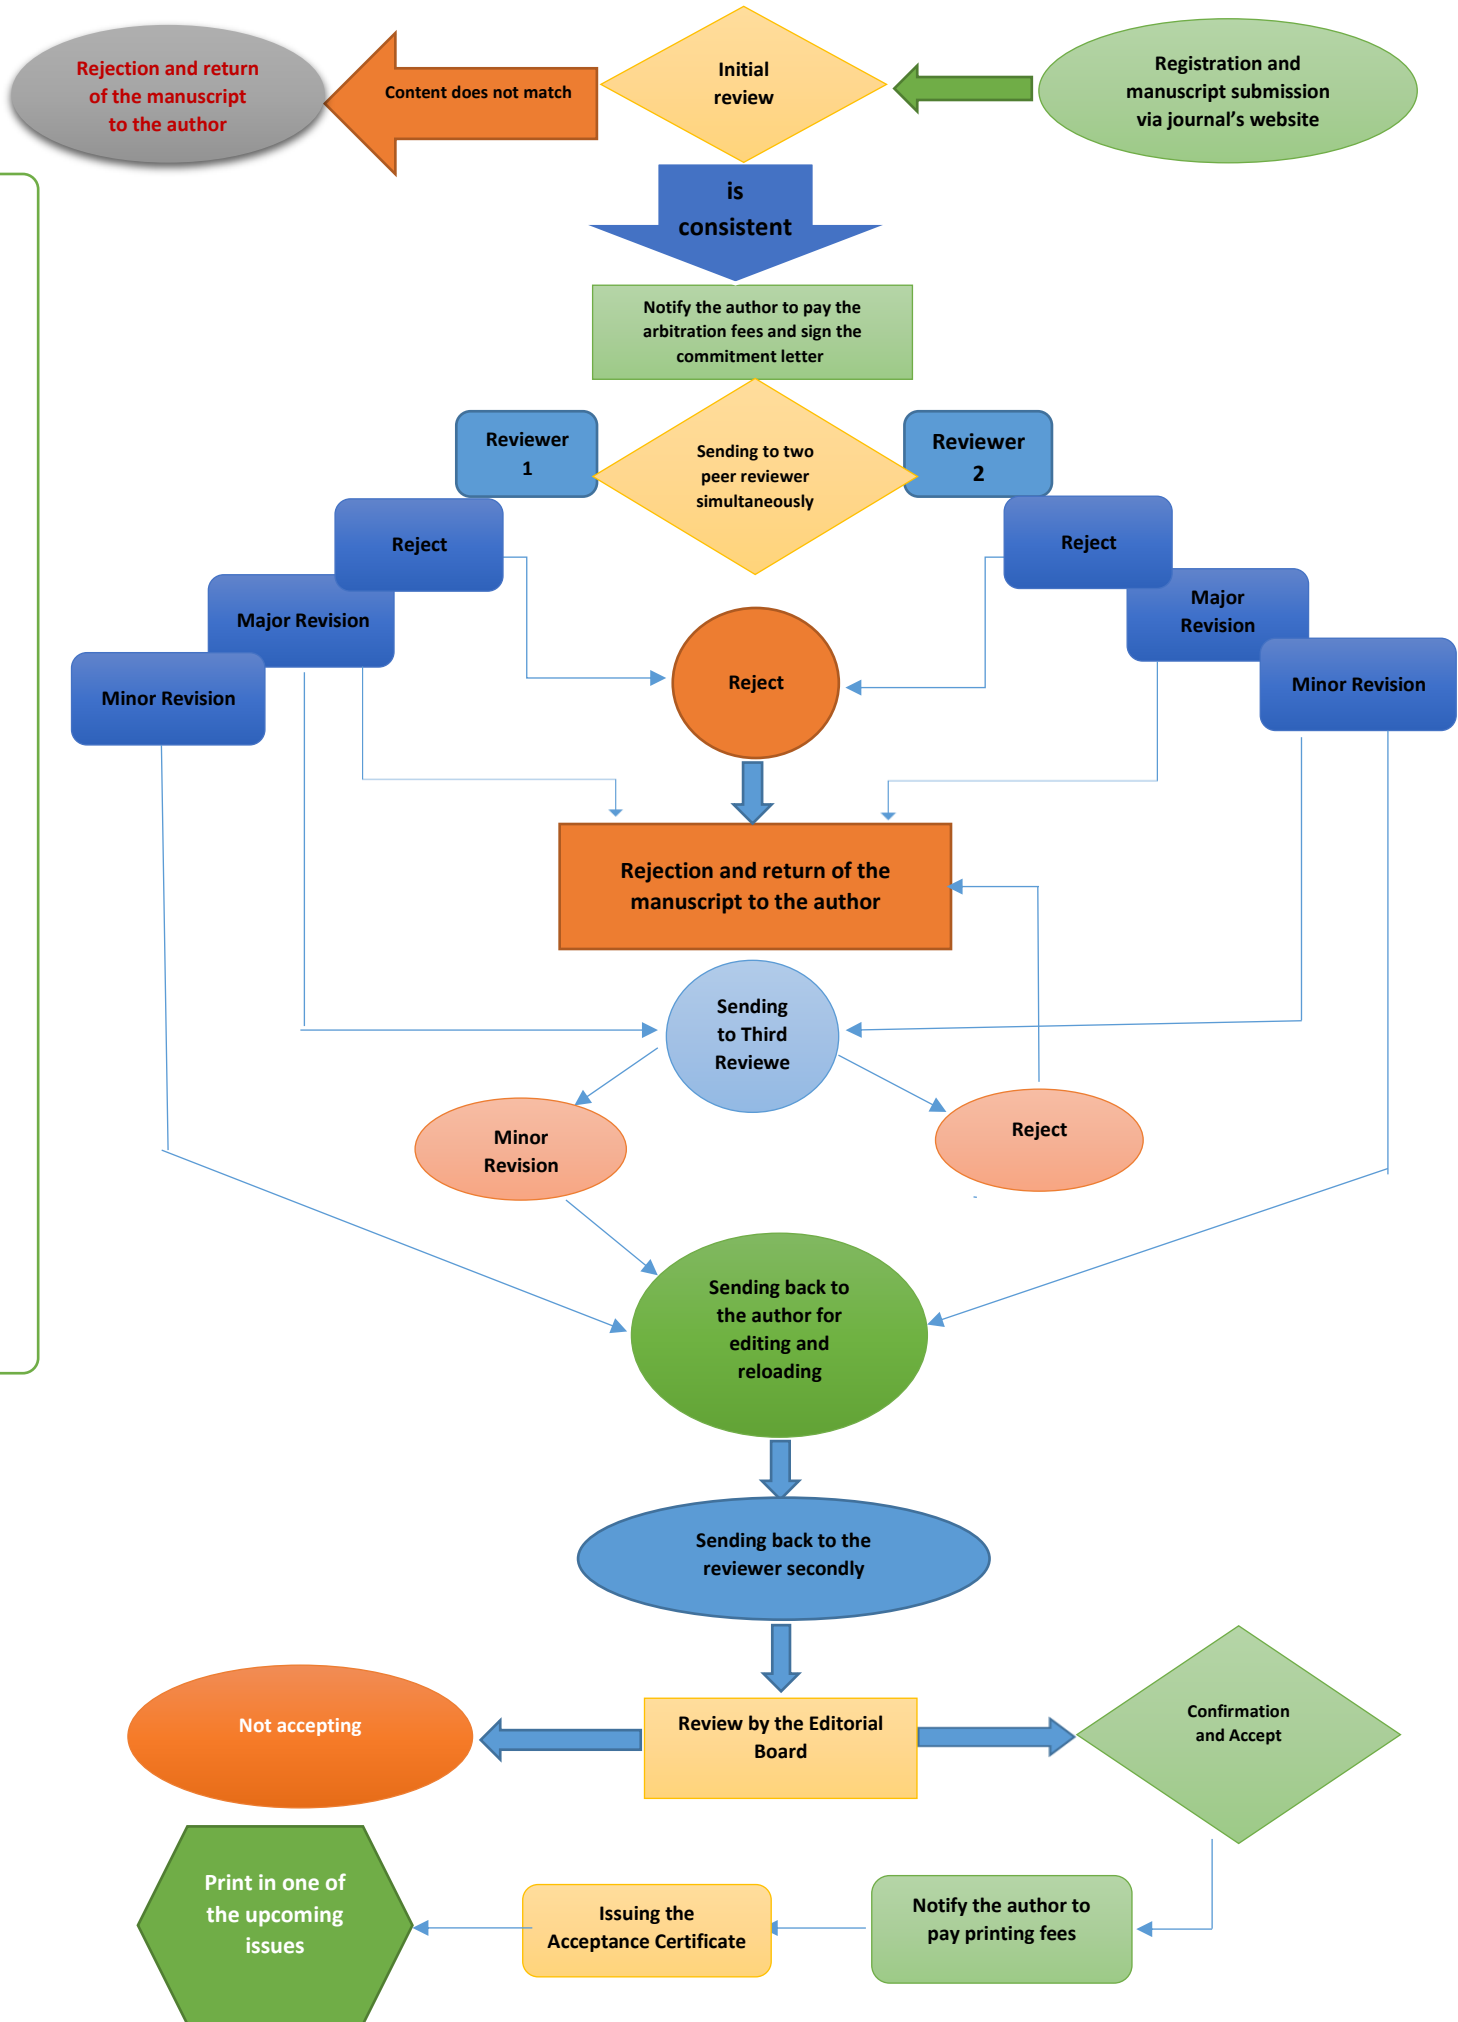 Rejection and return
of the manuscript
to the author
Content does not match
Initial
review
Registration and
manuscript submission
via journal's website
is
consistent
Notify the author to pay the
arbitration fees and sign the
commitment letter
Reviewer
1
Sending to two
peer reviewer
simultaneously
Reviewer
2
Reject
Major Revision
Minor Revision
Reject
Major
Revision
Minor Revision
Reject
Rejection and return of the
manuscript to the author
Sending
to Third
Reviewe
Minor
Revision
Reject
Sending back to
the author for
editing and
reloading
Sending back to the
reviewer secondly
Not accepting
Review by the Editorial
Board
Confirmation
and Accept
Print in one of
the upcoming
issues
Issuing the
Acceptance Certificate
Notify the author to
pay printing fees